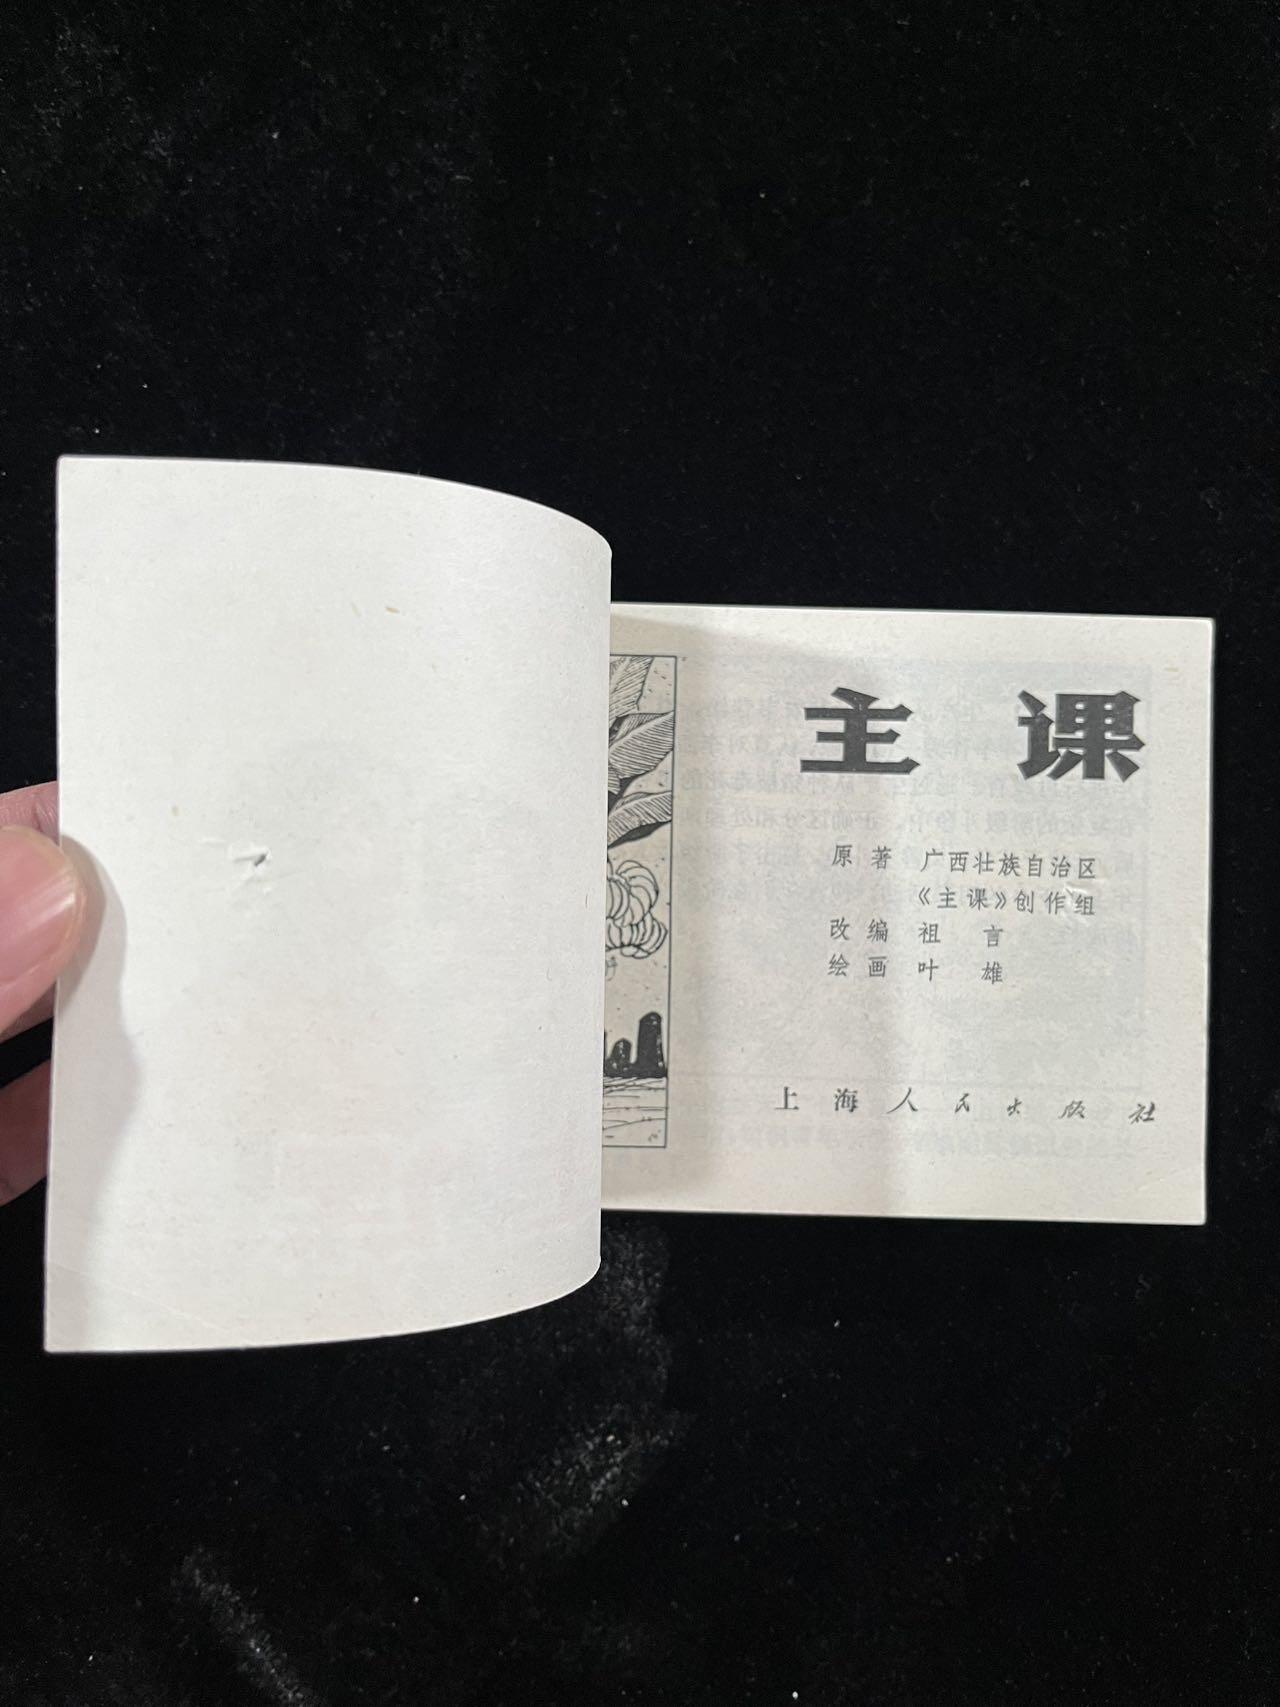 主 课
原著 广西壮族自治区
《主课》创作组
改编 祖 言
绘画 叶 雄
上海人民出版社